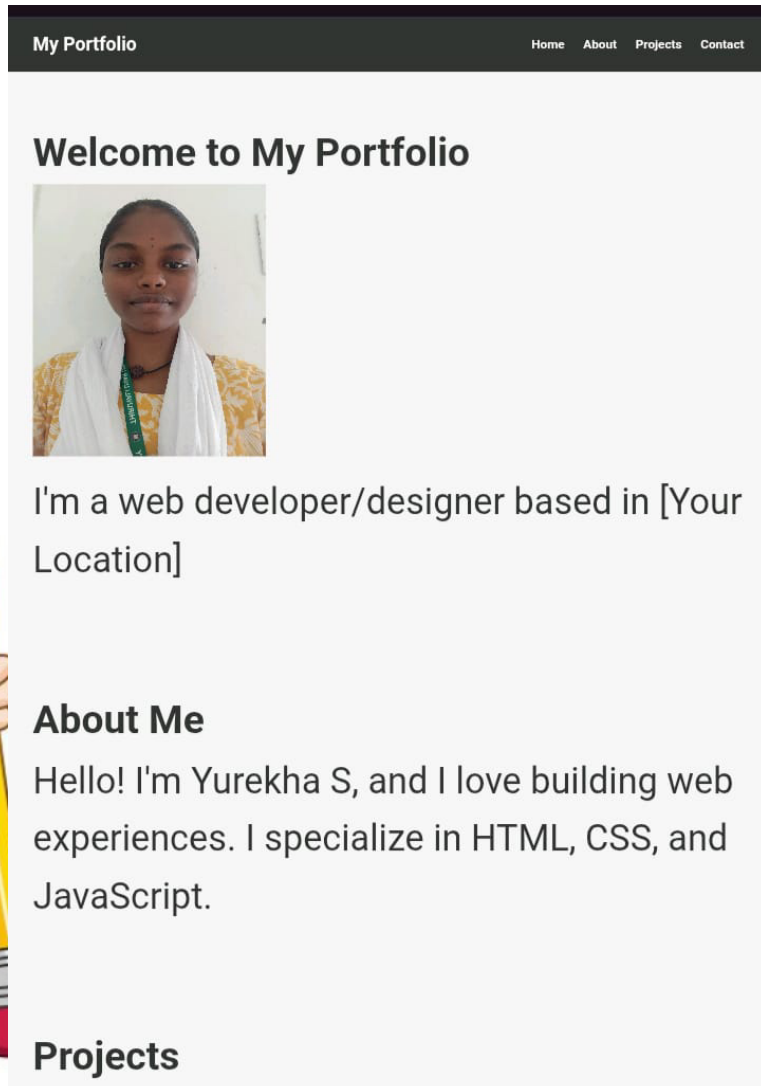 My Portfolio
Home About Projects Contact
Welcome to My Portfolio
I'm a web developer/designer based in [Your
Location]
About Me
Hello! I'm Yurekha S, and I love building web
experiences. I specialize in HTML, CSS, and
JavaScript.
Projects